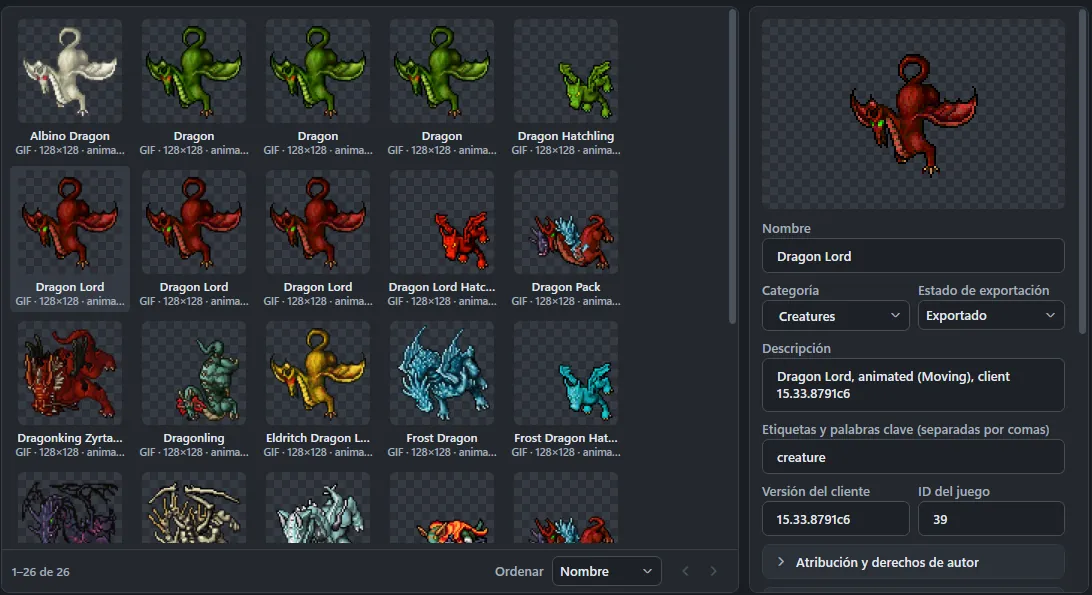 Albino Dragon
GIF · 128×128 · anima...
Dragon
GIF · 128×128 · anima...
Dragon
GIF · 128×128 · anima...
Dragon
GIF · 128×128 · anima...
Dragon Hatchling
GIF · 128×128 · anima...
Dragon Lord
GIF · 128×128 · anima...
Dragon Lord
GIF · 128×128 · anima...
Dragon Lord
GIF · 128×128 · anima...
Dragon Lord Hatc...
GIF · 128×128 · anima...
Dragon Pack
GIF · 128×128 · anima...
Dragonking Zyrta...
GIF · 128×128 · anima...
Dragonling
GIF · 128×128 · anima...
Eldritch Dragon L...
GIF · 128×128 · anima...
Frost Dragon
GIF · 128×128 · anima...
Frost Dragon Hat...
GIF · 128×128 · anima...
1–26 de 26
Ordenar
Nombre
Nombre
Dragon Lord
Categoría
Estado de exportación
Creatures
Exportado
Descripción
Dragon Lord, animated (Moving), client
15.33.8791c6
Etiquetas y palabras clave (separadas por comas)
creature
Versión del cliente
ID del juego
15.33.8791c6
39
Atribución y derechos de autor